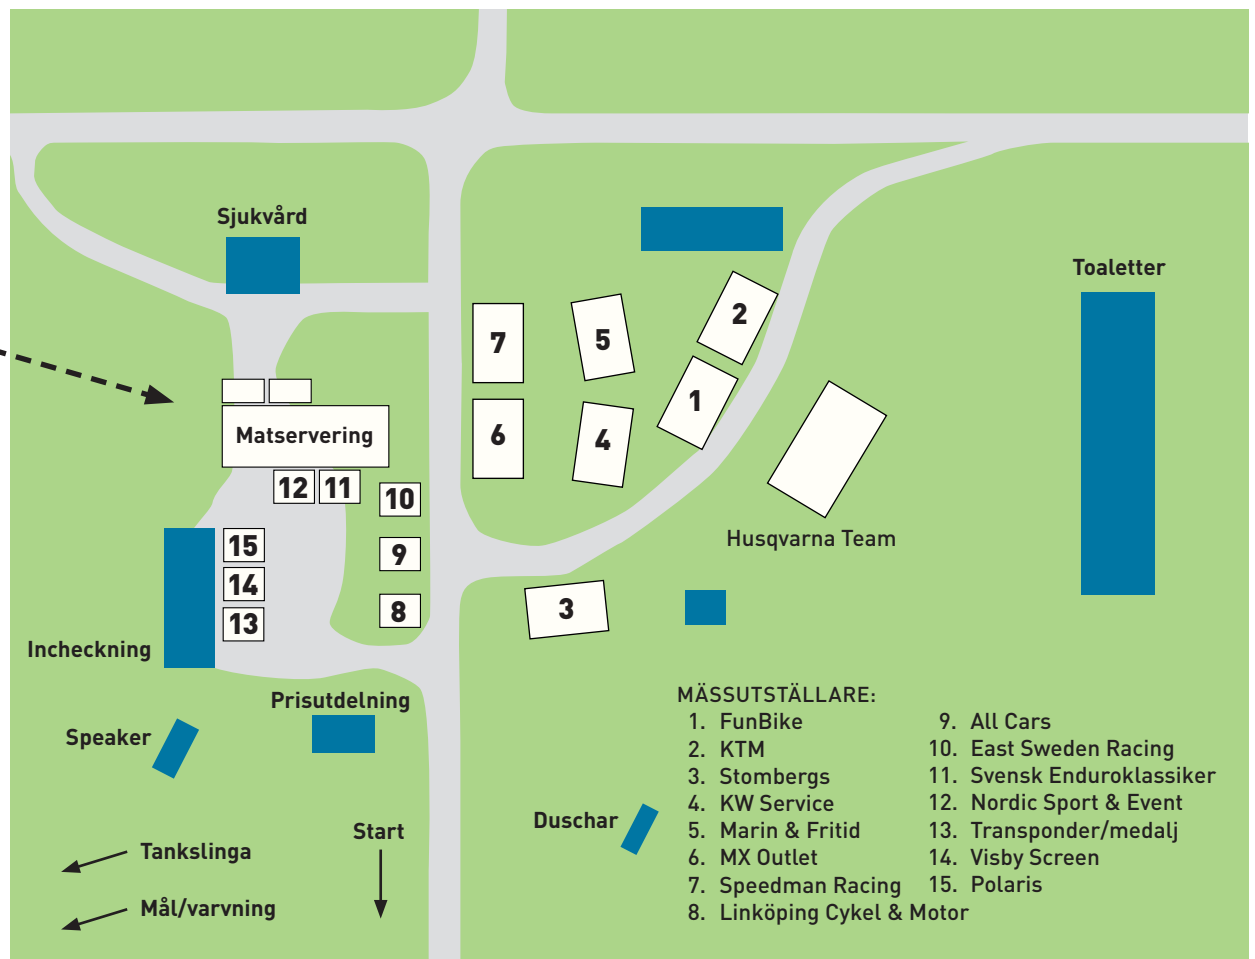 Sjukvård
Toaletter
2
7
5
1
6
4
Matservering
12
11
10
Husqvarna Team
15
9
14
3
8
13
Incheckning
Prisutdelning
Speaker
Duschar
Start
Tankslinga
Mål/varvning
MÄSSUTSTÄLLARE:
1. FunBike
2. KTM
3. Stombergs
4. KW Service
5. Marin & Fritid
6. MX Outlet
7. Speedman Racing
8. Linköping Cykel & Motor
9. All Cars
10. East Sweden Racing
11. Svensk Enduroklassiker
12. Nordic Sport & Event
13. Transponder/medalj
14. Visby Screen
15. Polaris